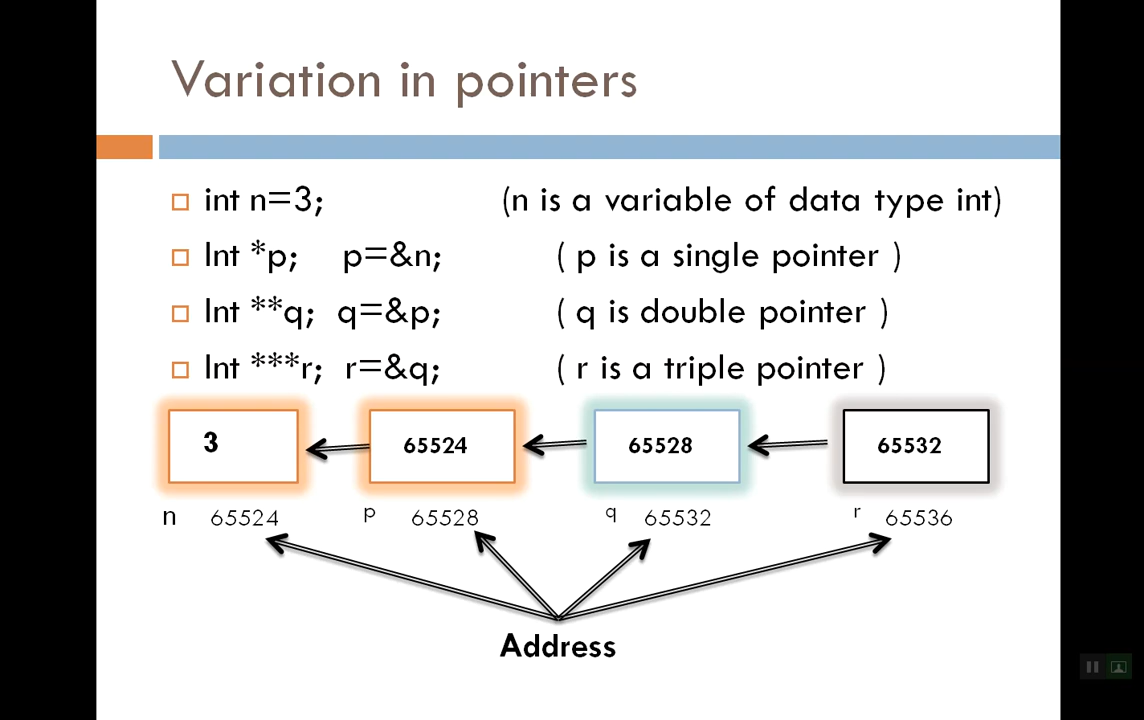 Variation in pointers
int n=3; (n is a variable of data type int)
Int *p; p=&n; ( p is a single pointer )
Int **q; q=&p; ( q is double pointer )
Int ***r; r=&q; ( r is a triple pointer )
3 65524 65528 65532
n 65524 p 65528 q 65532 r 65536
Address